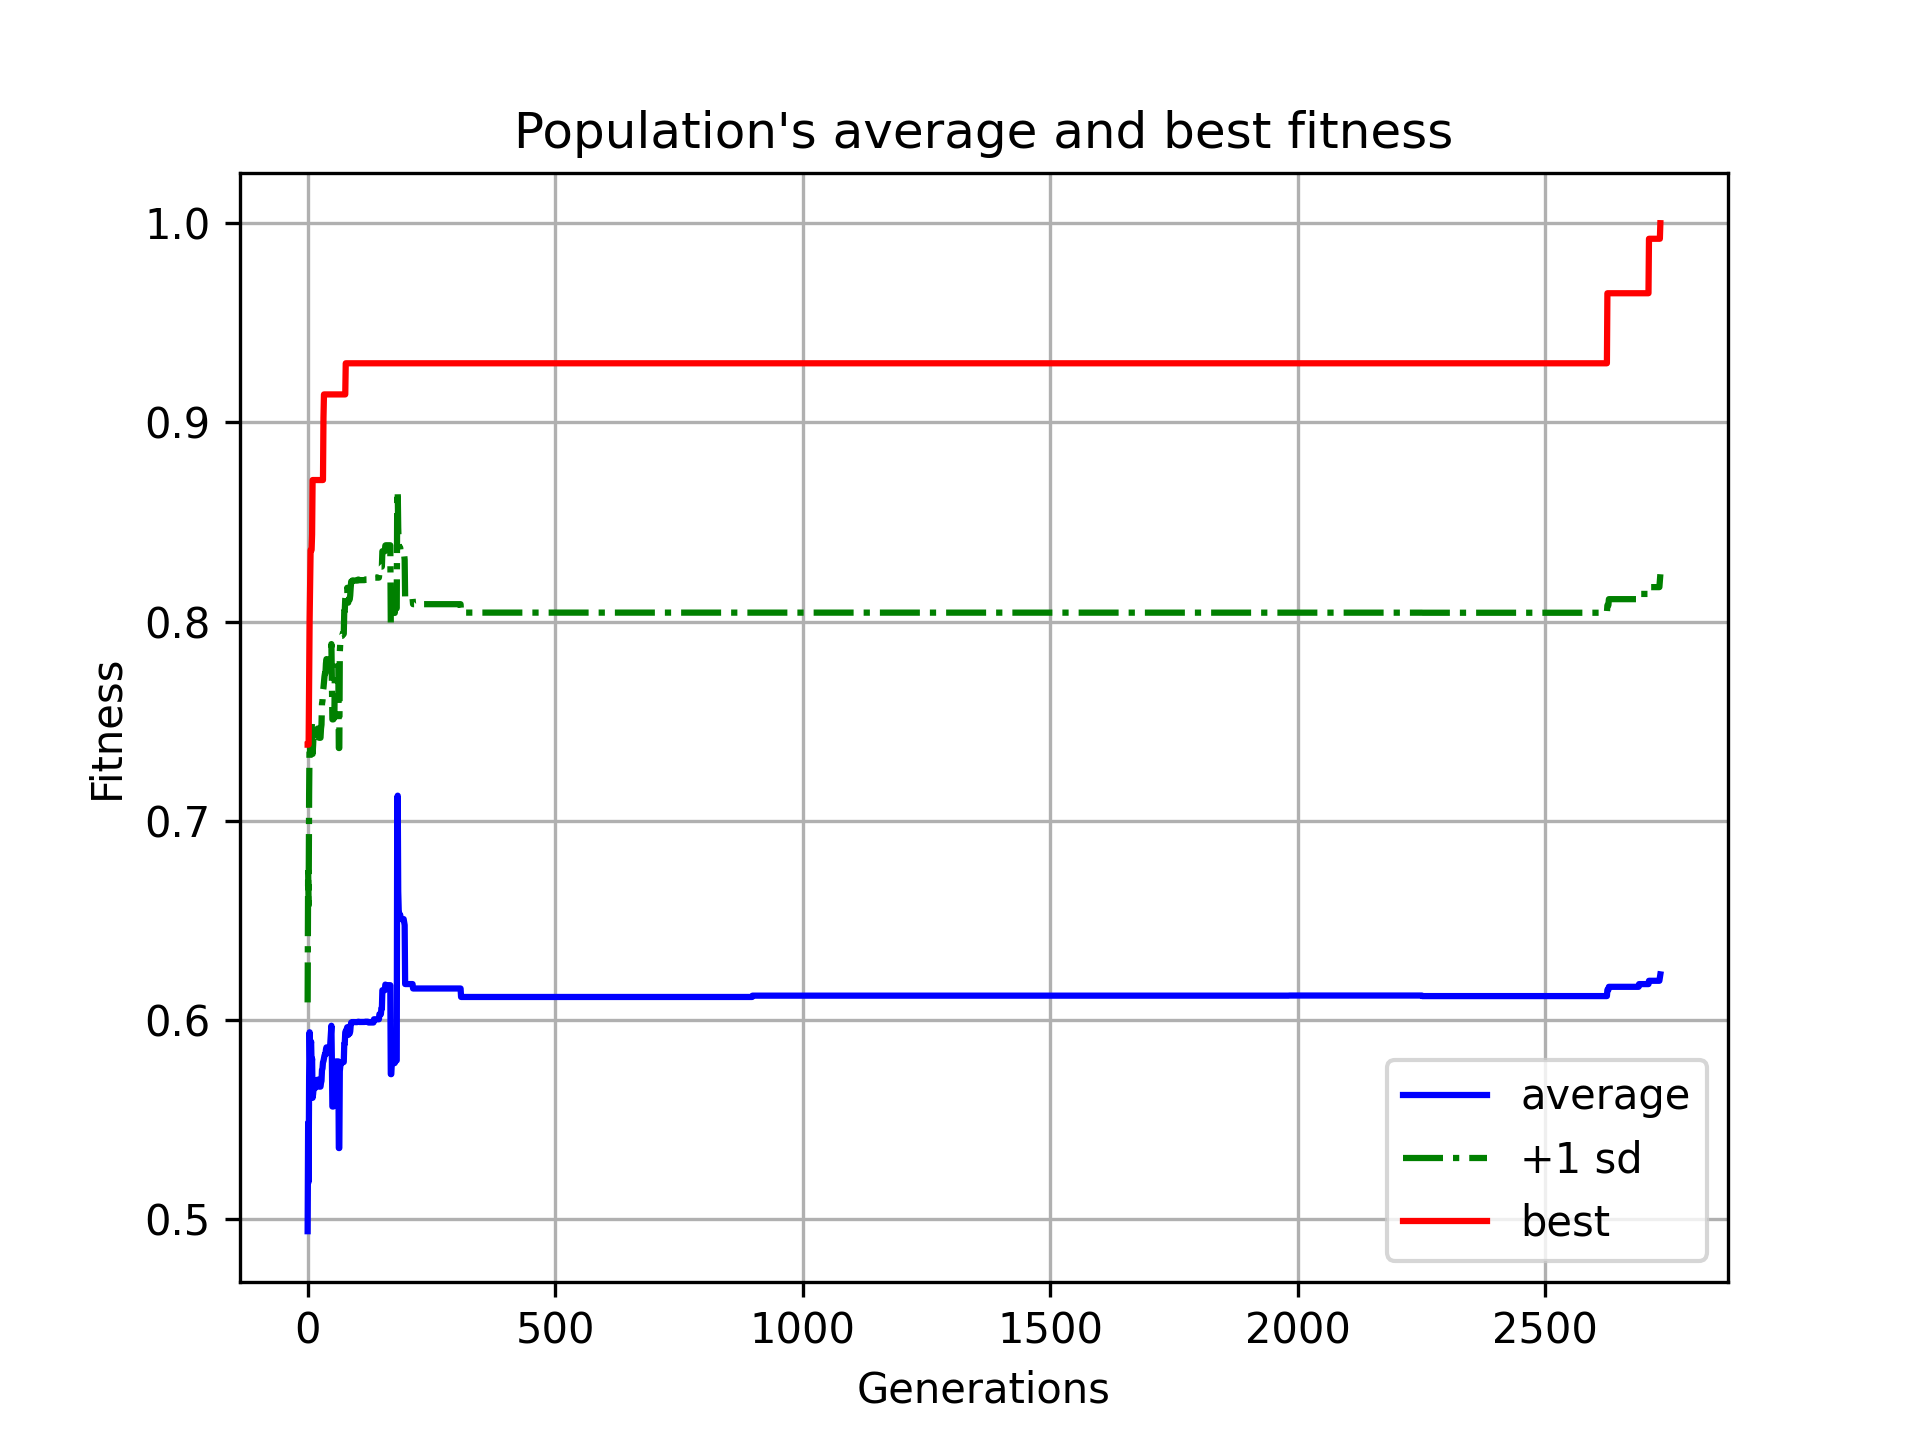 Population's average and best fitness
1.0
0.9
0.8
0.7
0.6
0.5
Fitness
0 500 1000 1500 2000 2500
Generations
average
+1 sd
best